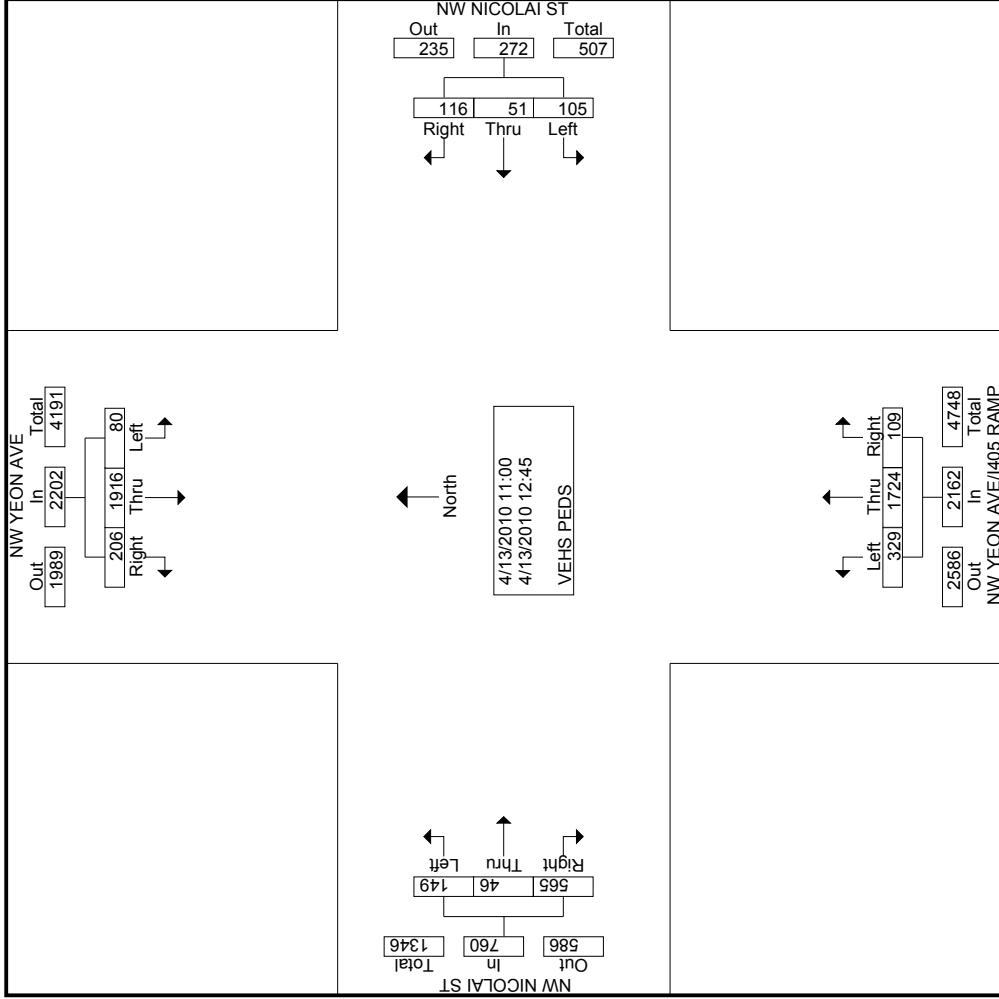 NW NICOLAI ST
Out In Total
235 272 507
116 51 105
Right Thru Left
NW YEON AVE
Out In Total
1989 2202 4191
206 1916 80
Right Thru Left
North
4/13/2010 11:00
4/13/2010 12:45
VEHS PEDS
Left Thru Right
329 1724 109
2586 2162 4748
Out In Total
NW YEON AVE/I405 RAMP
Left Thru Right
149 46 565
1346 760 586
Total In Out
NW NICOLAI ST